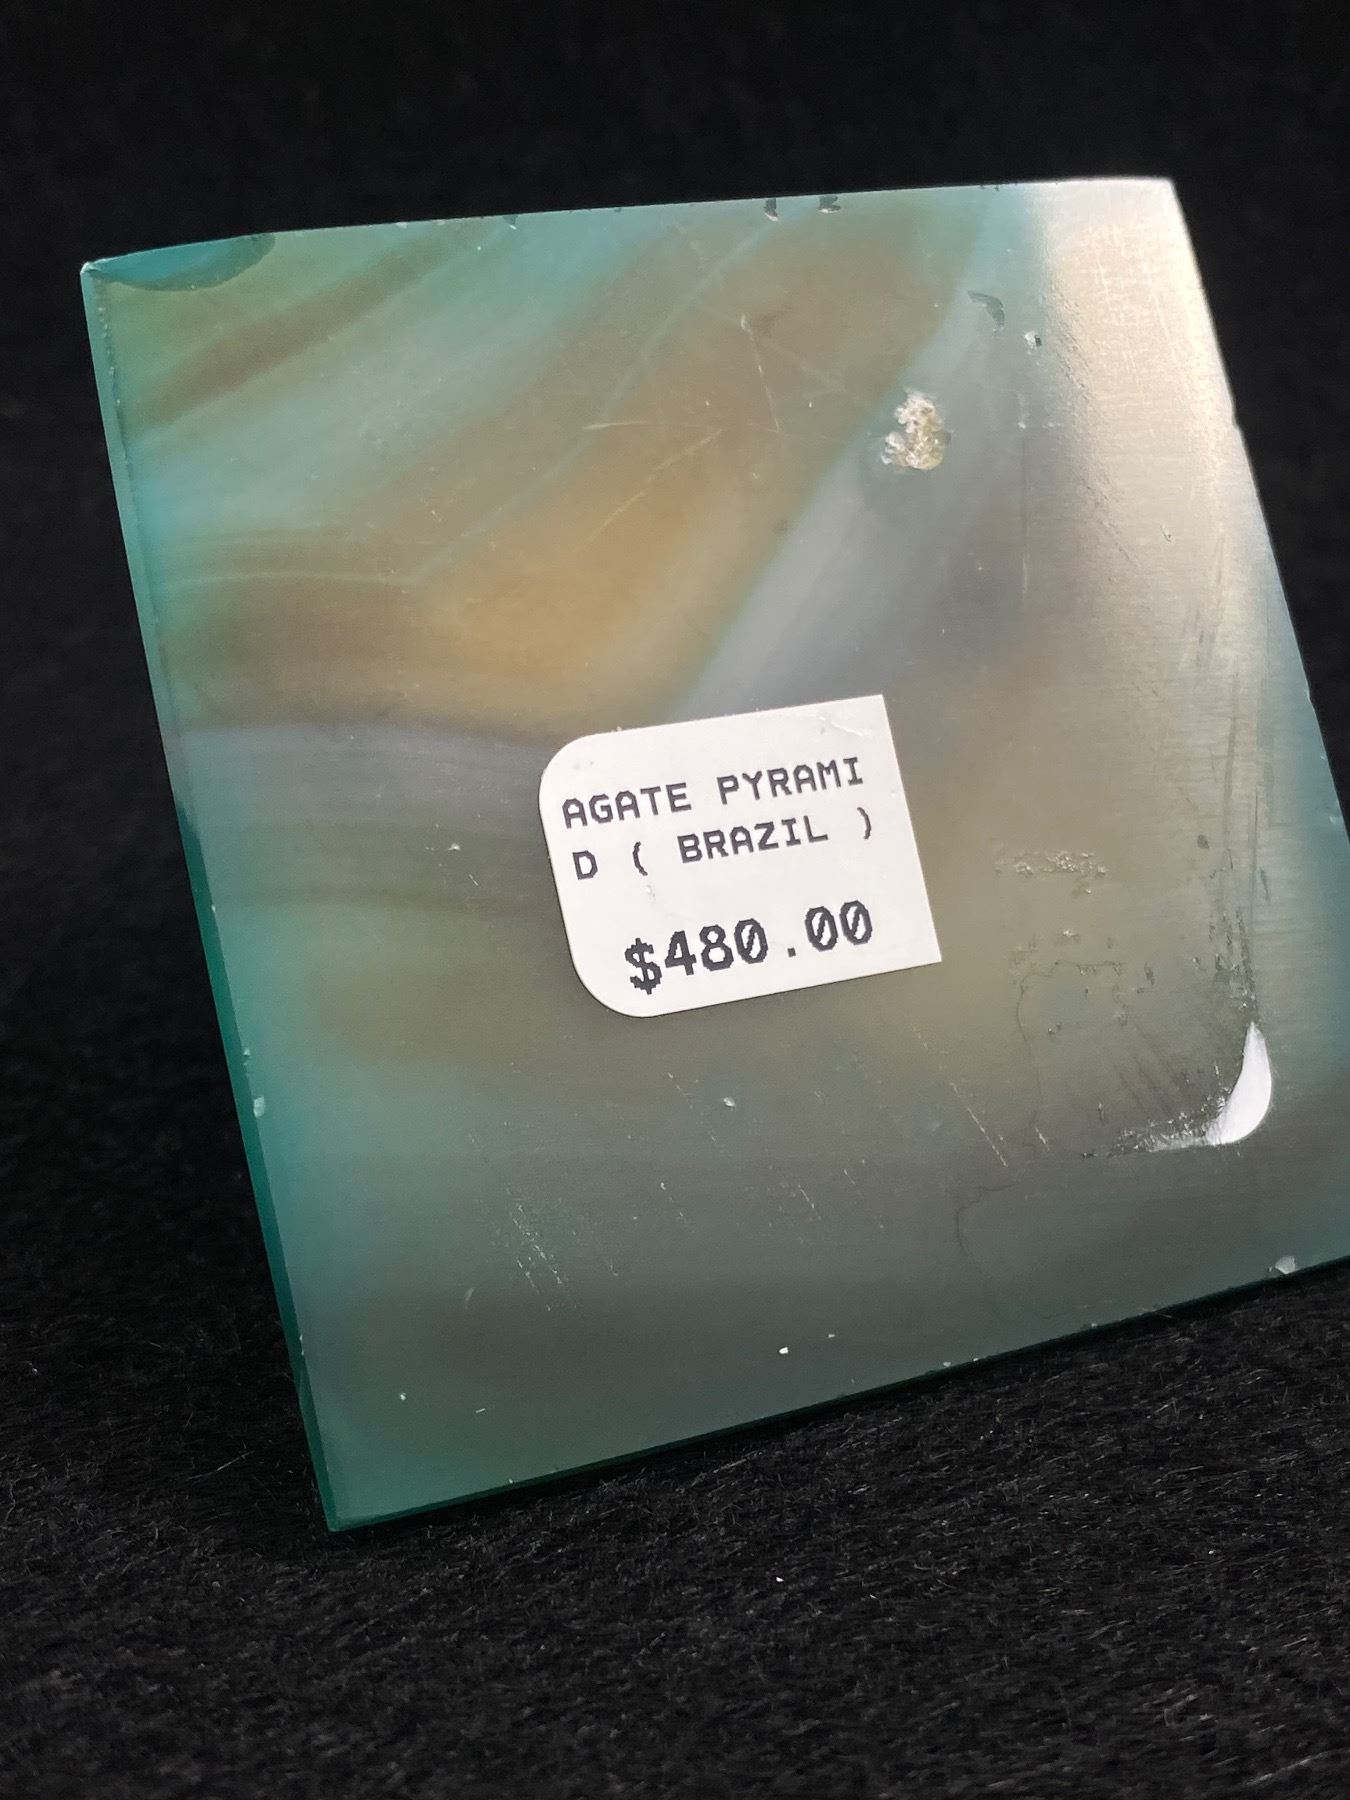 AGATE PYRAMI
D ( BRAZIL )
$480.00